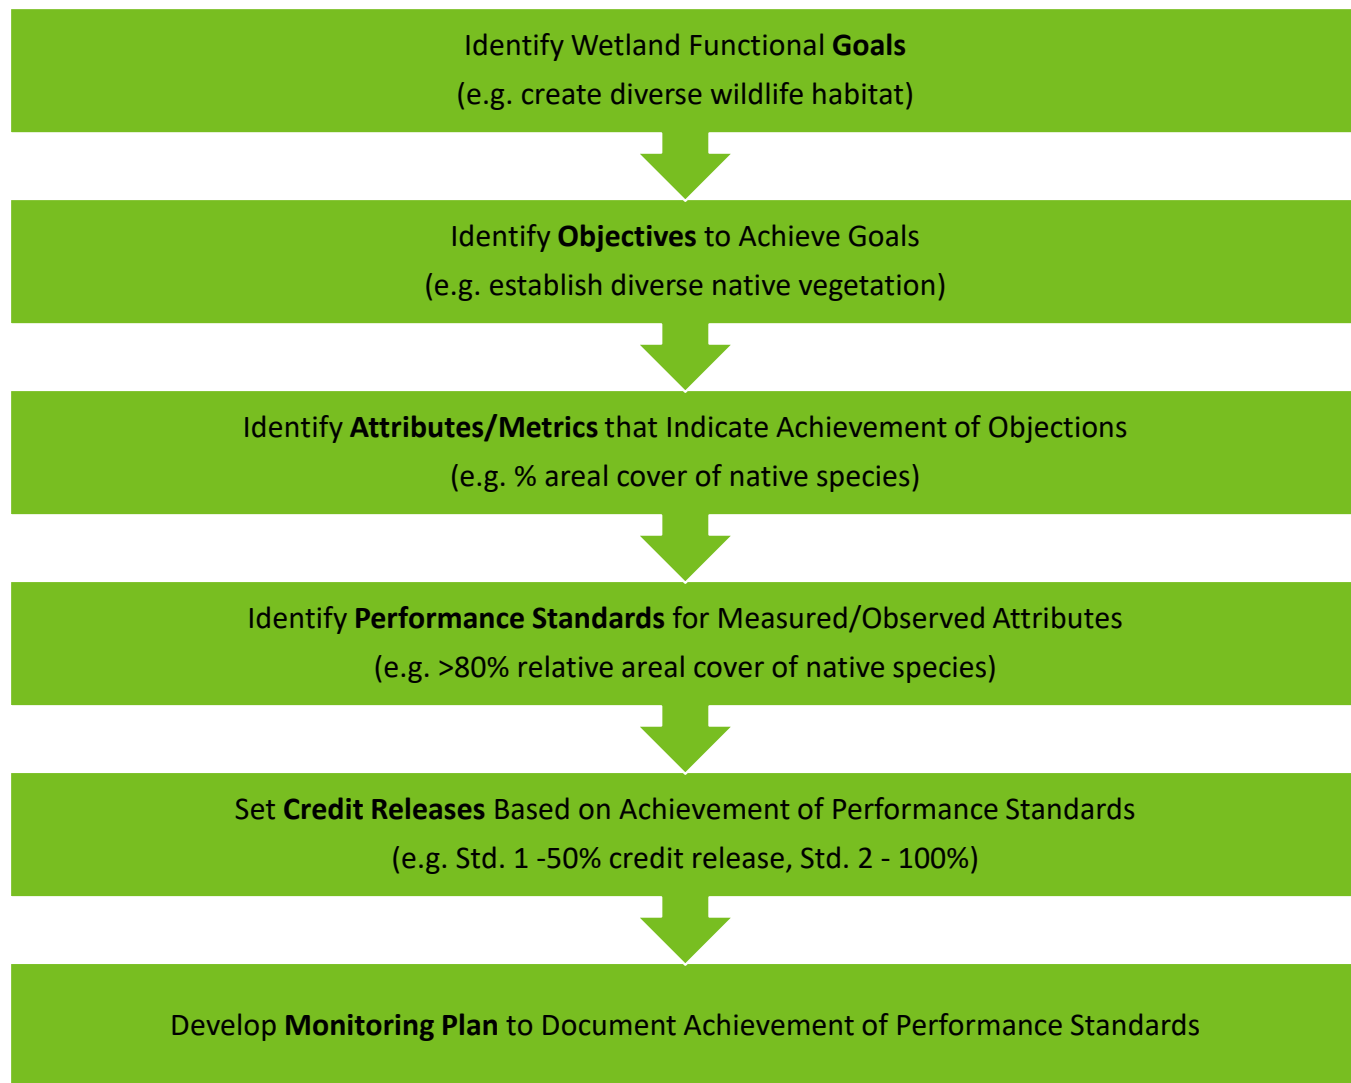 Identify Wetland Functional Goals
(e.g. create diverse wildlife habitat)
Identify Objectives to Achieve Goals
(e.g. establish diverse native vegetation)
Identify Attributes/Metrics that Indicate Achievement of Objections
(e.g. % areal cover of native species)
Identify Performance Standards for Measured/Observed Attributes
(e.g. >80% relative areal cover of native species)
Set Credit Releases Based on Achievement of Performance Standards
(e.g. Std. 1 -50% credit release, Std. 2 - 100%)
Develop Monitoring Plan to Document Achievement of Performance Standards